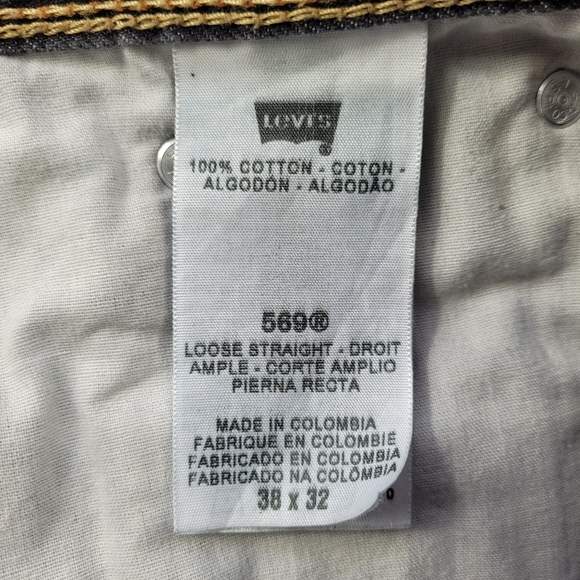 LEVI'S
®
100% COTTON - COTON -
ALGODÓN - ALGODÃO
569®
LOOSE STRAIGHT - DROIT
AMPLE - CORTE AMPLIO
PIERNA RECTA
MADE IN COLOMBIA
FABRIQUE EN COLOMBIE
FABRICADO EN COLOMBIA
FABRICADO NA COLÔMBIA
38 x 32